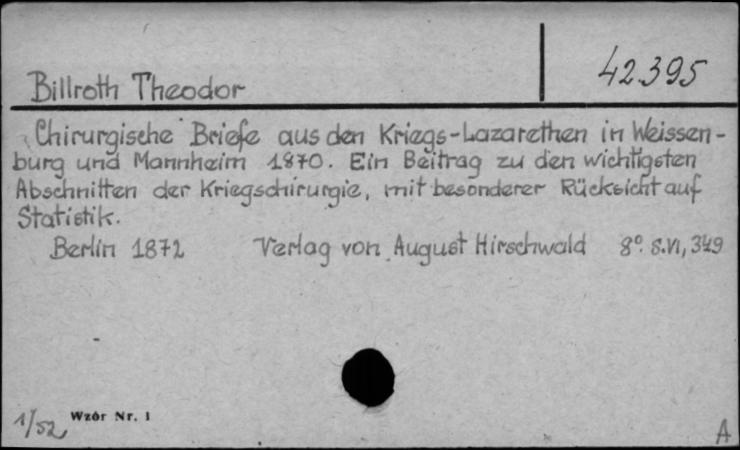 Billroth Theodor
42395
Chirurgische Briefe aus den Kriegs-Lazarethen in Weissen-
burg und Mannheim 1870. Ein Beitrag zu den wichtigsten
Abschnitten der Kriegschirurgie, mit besonderer Rücksicht auf
Statistik.
Berlin 1872 Verlag von August Hirschwald 8° S.VI, 349
1/52 Wzór Nr. 1
A